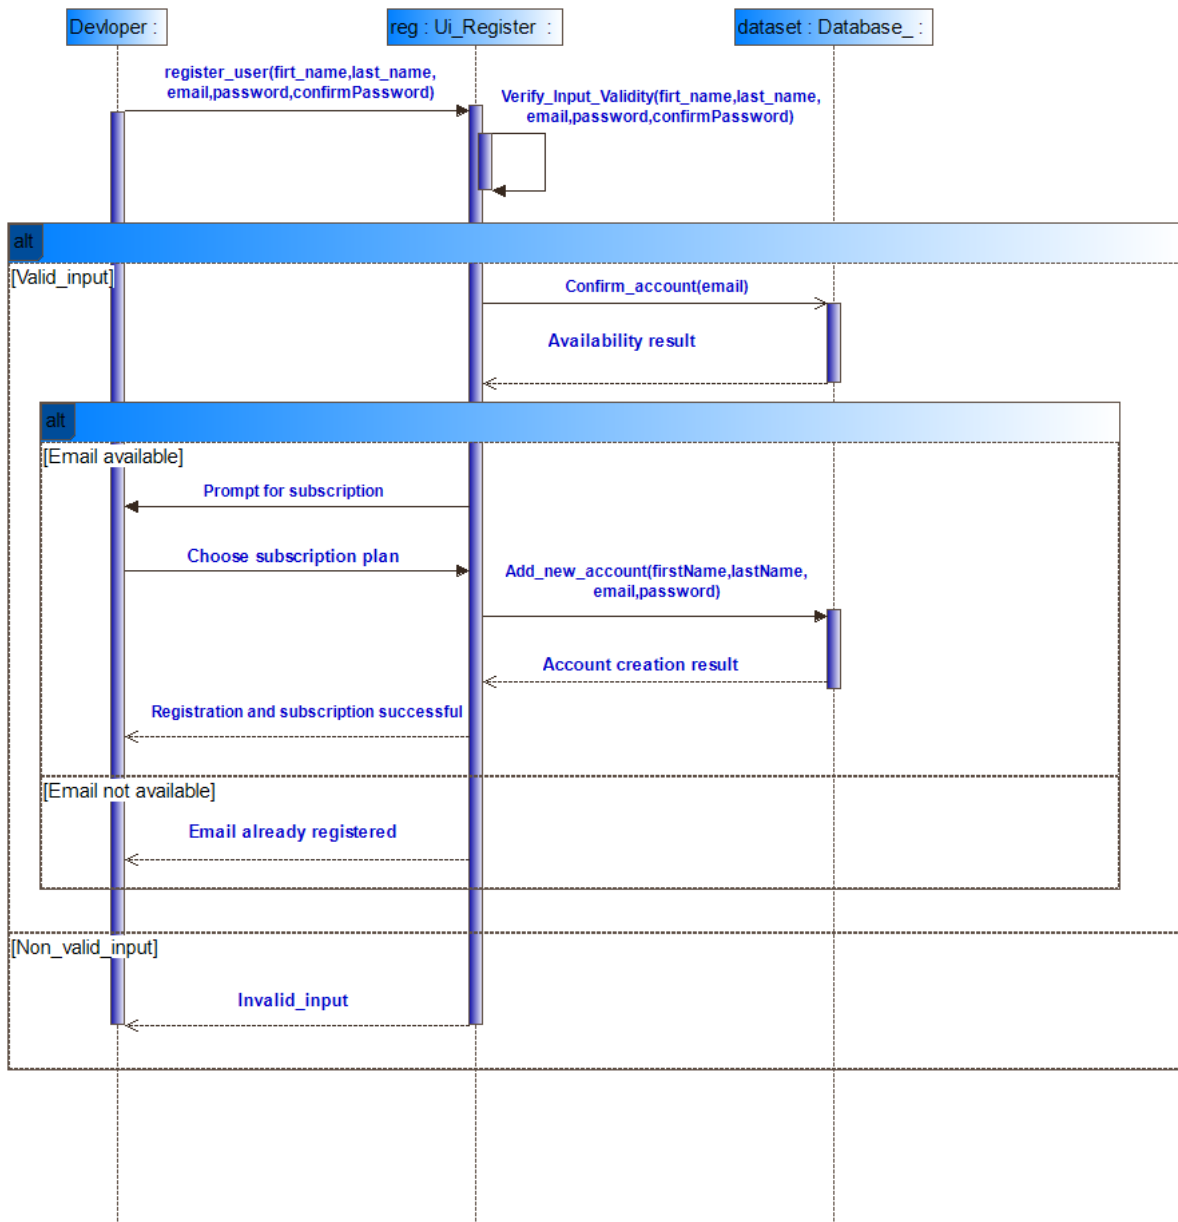 Devloper :
reg : Ui_Register :
dataset : Database_ :
register_user(firt_name,last_name,
email,password,confirmPassword)
Verify_Input_Validity(firt_name,last_name,
email,password,confirmPassword)
alt
[Valid_input]
Confirm_account(email)
Availability result
alt
[Email available]
Prompt for subscription
Choose subscription plan
Add_new_account(firstName,lastName,
email,password)
Account creation result
Registration and subscription successful
[Email not available]
Email already registered
[Non_valid_input]
Invalid_input